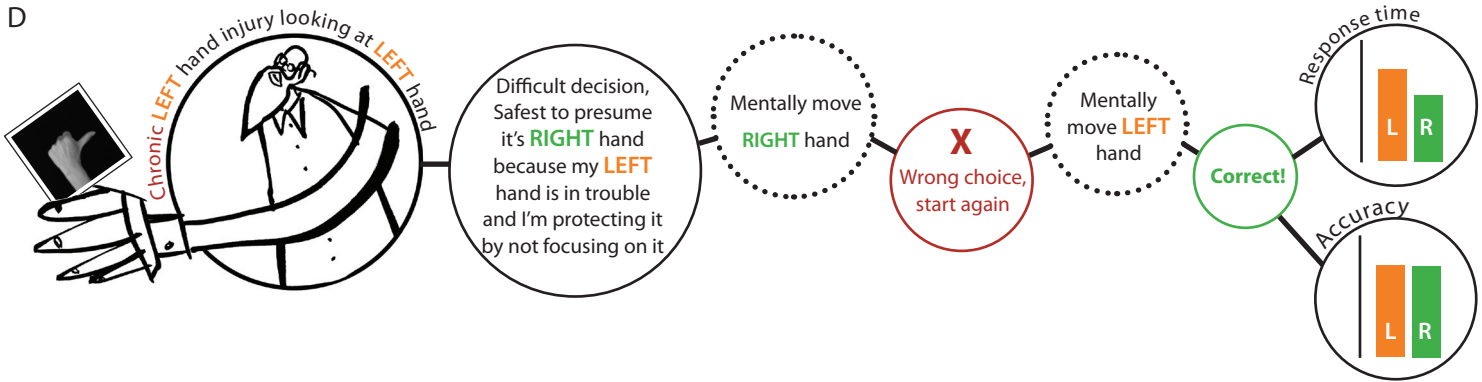 D
Chronic LEFT hand injury looking at LEFT hand
Difficult decision,
Safest to presume
it's RIGHT hand
because my LEFT
hand is in trouble
and I'm protecting it
by not focusing on it
Mentally move
RIGHT hand
X
Wrong choice,
start again
Mentally
move LEFT
hand
Correct!
Response time
L R
Accuracy
L R